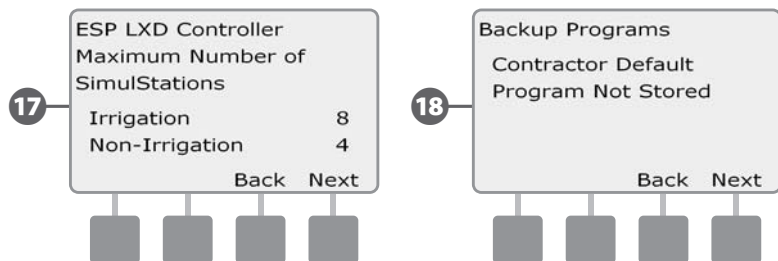 17
ESP LXD Controller
Maximum Number of
SimulStations
Irrigation 8
Non-Irrigation 4
Back Next
18
Backup Programs
Contractor Default
Program Not Stored
Back Next